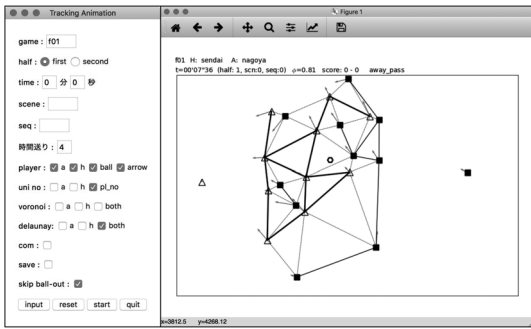 Tracking Animation
game : f01
half : first second
time : 0 分 0 秒
scene :
seq :
時間送り : 4
player : a h ball arrow
uni no : a h pl_no
voronoi : a h both
delaunay: a h both
com :
save :
skip ball-out :
input reset start quit
Figure 1
f01 H: sendai A: nagoya
t=00'07"36 (half: 1, scn:0, seq:0) φ=0.81 score: 0 - 0 away_pass
x=3812.5 y=4268.12